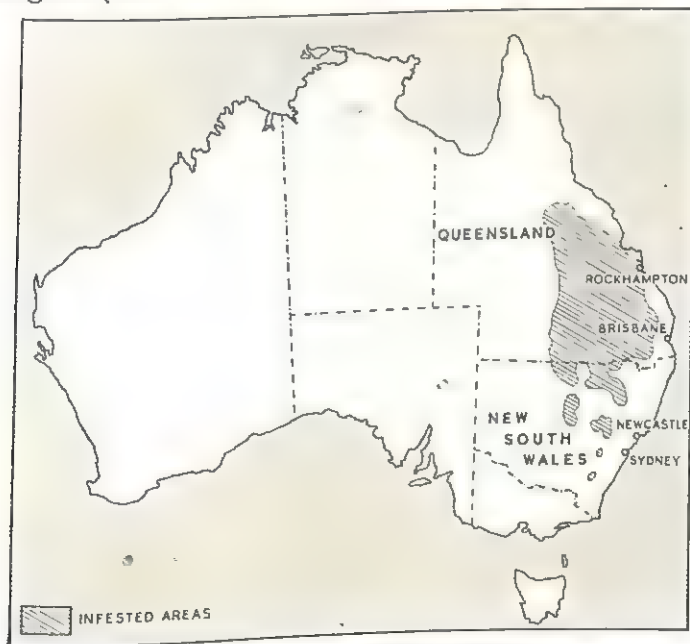 QUEENSLAND
ROCKHAMPTON
BRISBANE
NEW
SOUTH
WALES
NEWCASTLE
SYDNEY
INFESTED AREAS